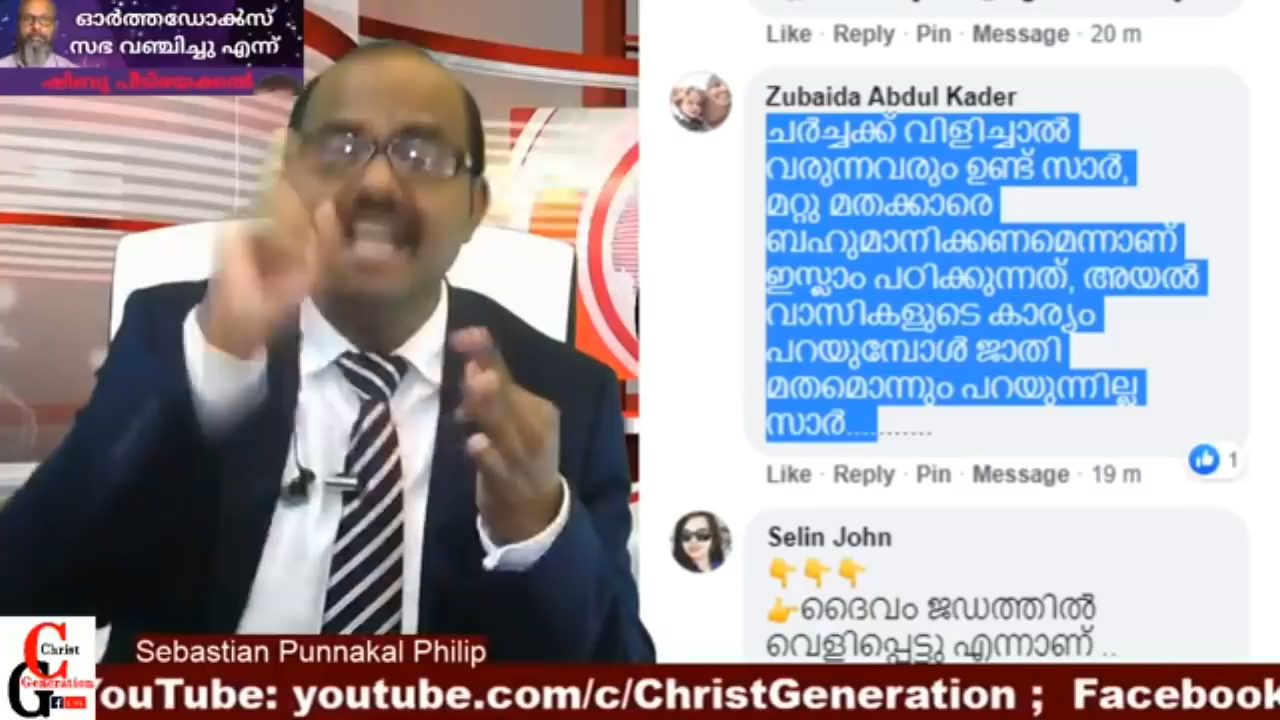 ഓർത്തഡോക്സ്
സഭ വഞ്ചിച്ചു എന്ന്
ഷിബു പീടിയേക്കൽ
Like · Reply · Pin · Message · 20 m
Zubaida Abdul Kader
ചർച്ചക്ക് വിളിച്ചാൽ
വരുന്നവരും ഉണ്ട് സാർ,
മറ്റു മതക്കാരെ
ബഹുമാനിക്കണമെന്നാണ്
ഇസ്ലാം പഠിക്കുന്നത്, അയൽ
വാസികളുടെ കാര്യം
പറയുമ്പോൾ ജാതി
മതമൊന്നും പറയുന്നില്ല
സാർ............
Like · Reply · Pin · Message · 19 m
1
Selin John
👇👇👇
👉ദൈവം ജഡത്തിൽ
വെളിപ്പെട്ടു എന്നാണ് ..
Sebastian Punnakal Philip
Christ
Generation
YouTube: youtube.com/c/ChristGeneration ; Facebook